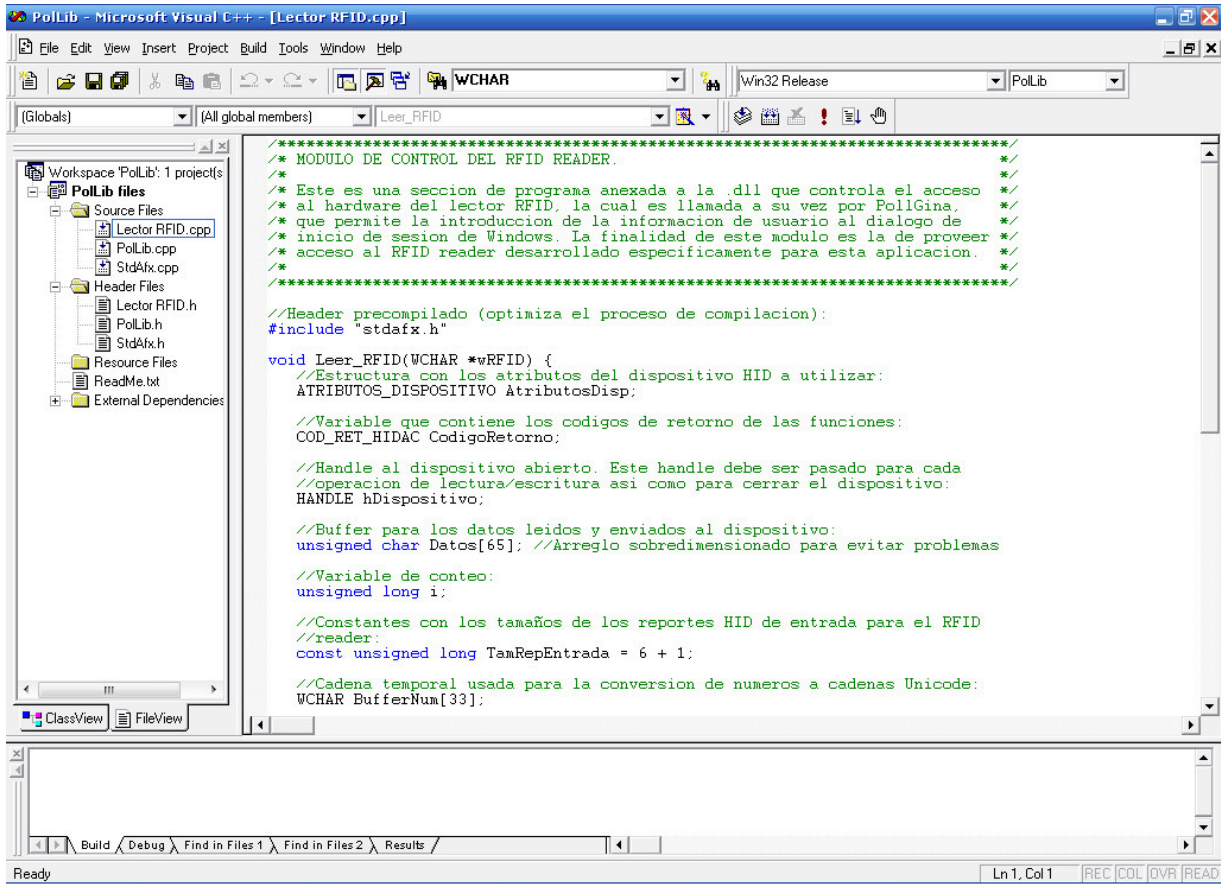 PolLib - Microsoft Visual C++ - [Lector RFID.cpp]
File Edit View Insert Project Build Tools Window Help
WCHAR
Win32 Release
PolLib
(Globals)
(All global members)
Leer_RFID
Workspace 'PolLib': 1 project(s
PolLib files
Source Files
Lector RFID.cpp
PolLib.cpp
StdAfx.cpp
Header Files
Lector RFID.h
PolLib.h
StdAfx.h
Resource Files
ReadMe.txt
External Dependencies
ClassView
FileView
/******************************************************************************/
/* MODULO DE CONTROL DEL RFID READER. */
/* */
/* Este es una seccion de programa anexada a la .dll que controla el acceso */
/* al hardware del lector RFID, la cual es llamada a su vez por PollGina, */
/* que permite la introduccion de la informacion de usuario al dialogo de */
/* inicio de sesion de Windows. La finalidad de este modulo es la de proveer */
/* acceso al RFID reader desarrollado especificamente para esta aplicacion. */
/* */
/******************************************************************************/
//Header precompilado (optimiza el proceso de compilacion):
#include "stdafx.h"
void Leer_RFID(WCHAR *wRFID) {
//Estructura con los atributos del dispositivo HID a utilizar:
ATRIBUTOS_DISPOSITIVO AtributosDisp;
//Variable que contiene los codigos de retorno de las funciones:
COD_RET_HIDAC CodigoRetorno;
//Handle al dispositivo abierto. Este handle debe ser pasado para cada
//operacion de lectura/escritura asi como para cerrar el dispositivo:
HANDLE hDispositivo;
//Buffer para los datos leidos y enviados al dispositivo:
unsigned char Datos[65]; //Arreglo sobredimensionado para evitar problemas
//Variable de conteo:
unsigned long i;
//Constantes con los tamaños de los reportes HID de entrada para el RFID
//reader:
const unsigned long TamRepEntrada = 6 + 1;
//Cadena temporal usada para la conversion de numeros a cadenas Unicode:
WCHAR BufferNum[33];
Build Debug Find in Files 1 Find in Files 2 Results
Ready
Ln 1, Col 1
REC COL OVR READ